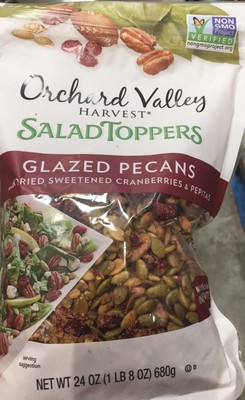 NON
GMO
Project
VERIFIED
nongmoproject.org
Orchard Valley
HARVEST®
SALAD TOPPERS
GLAZED PECANS
DRIED SWEETENED CRANBERRIES & PEPITAS
serving
suggestion
NET WT 24 OZ (1 LB 8 OZ) 680g